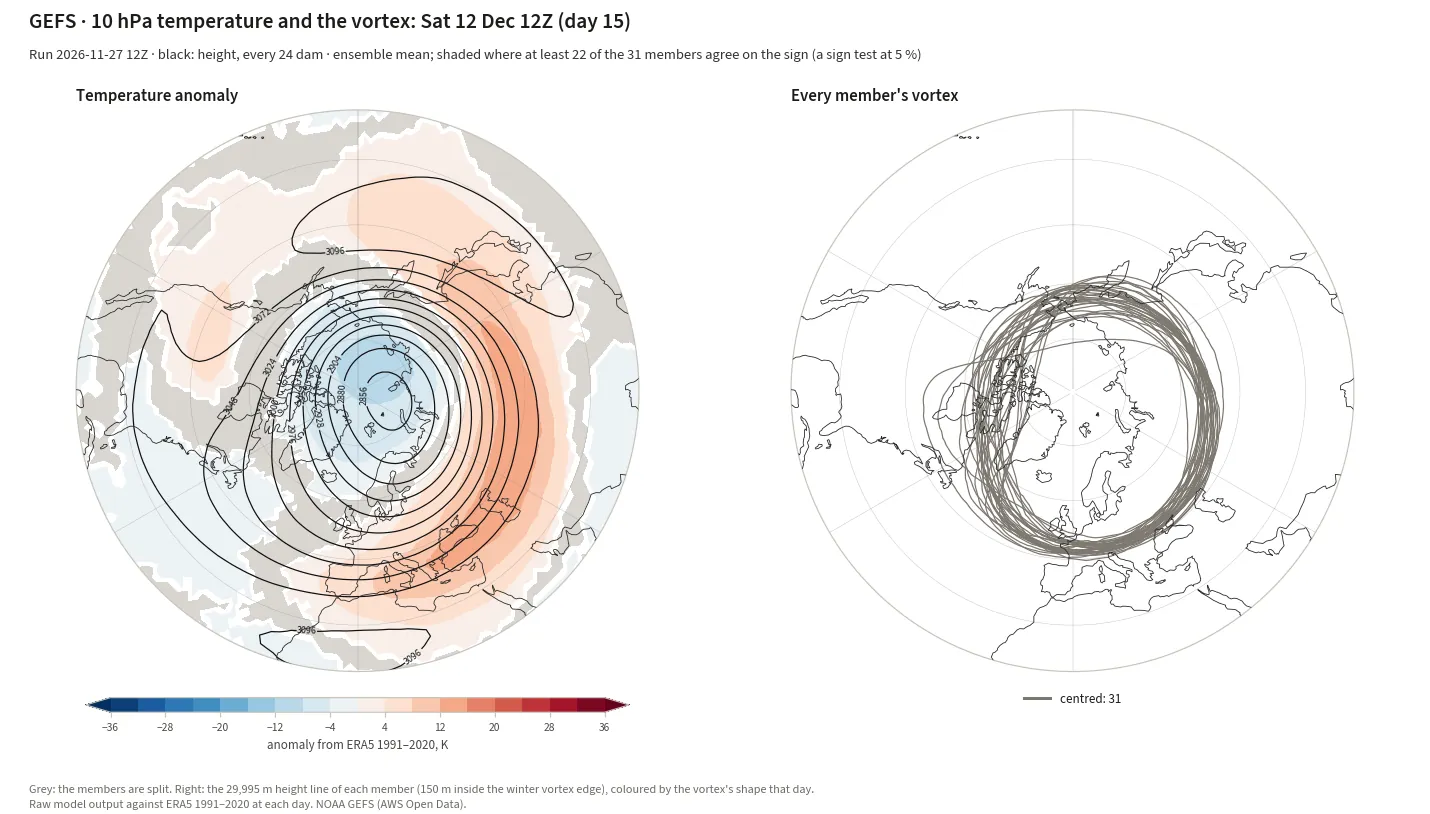 GEFS · 10 hPa temperature and the vortex: Sat 12 Dec 12Z (day 15)
Run 2026-11-27 12Z · black: height, every 24 dam · ensemble mean; shaded where at least 22 of the 31 members agree on the sign (a sign test at 5 %)
Temperature anomaly
Every member's vortex
3096
3072
3024
2904
2880
2856
3048
2928
2976
3096
3096
−36
−28
−20
−12
−4
4
12
20
28
36
anomaly from ERA5 1991–2020, K
centred: 31
Grey: the members are split. Right: the 29,995 m height line of each member (150 m inside the winter vortex edge), coloured by the vortex's shape that day.
Raw model output against ERA5 1991–2020 at each day. NOAA GEFS (AWS Open Data).